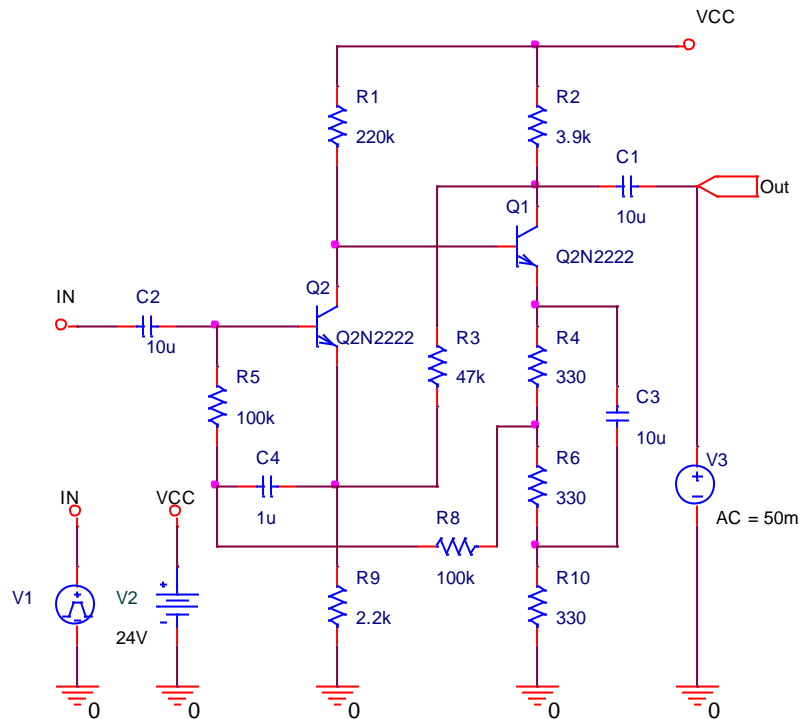 VCC
R1
220k
R2
3.9k
C1
10u
Out
Q1
Q2N2222
IN
C2
10u
Q2
Q2N2222
R3
47k
R4
330
R5
100k
C3
10u
C4
1u
R6
330
V3
AC = 50m
IN
VCC
R8
100k
V1
V2
24V
R9
2.2k
R10
330
0
0
0
0
0